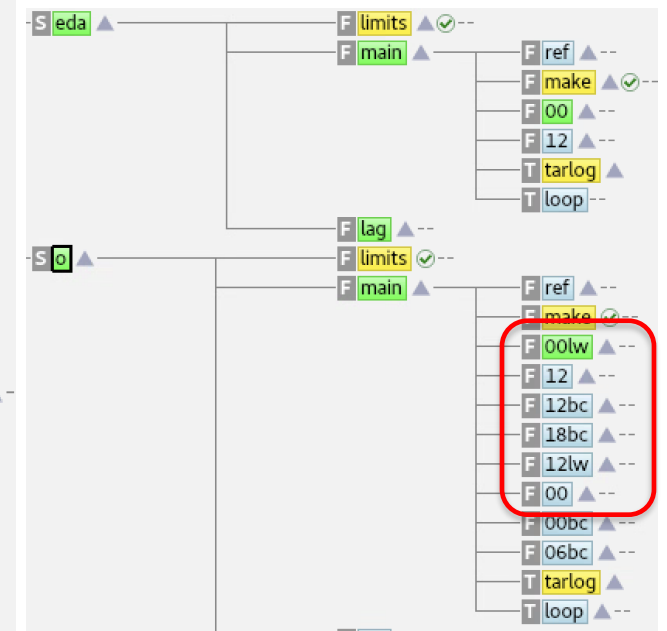 S eda
F limits
F main
F ref
F make
F 00
F 12
T tarlog
T loop
F lag
S o
F limits
F main
F ref
F make
F 00lw
F 12
F 12bc
F 18bc
F 12lw
F 00
F 00bc
F 06bc
T tarlog
T loop